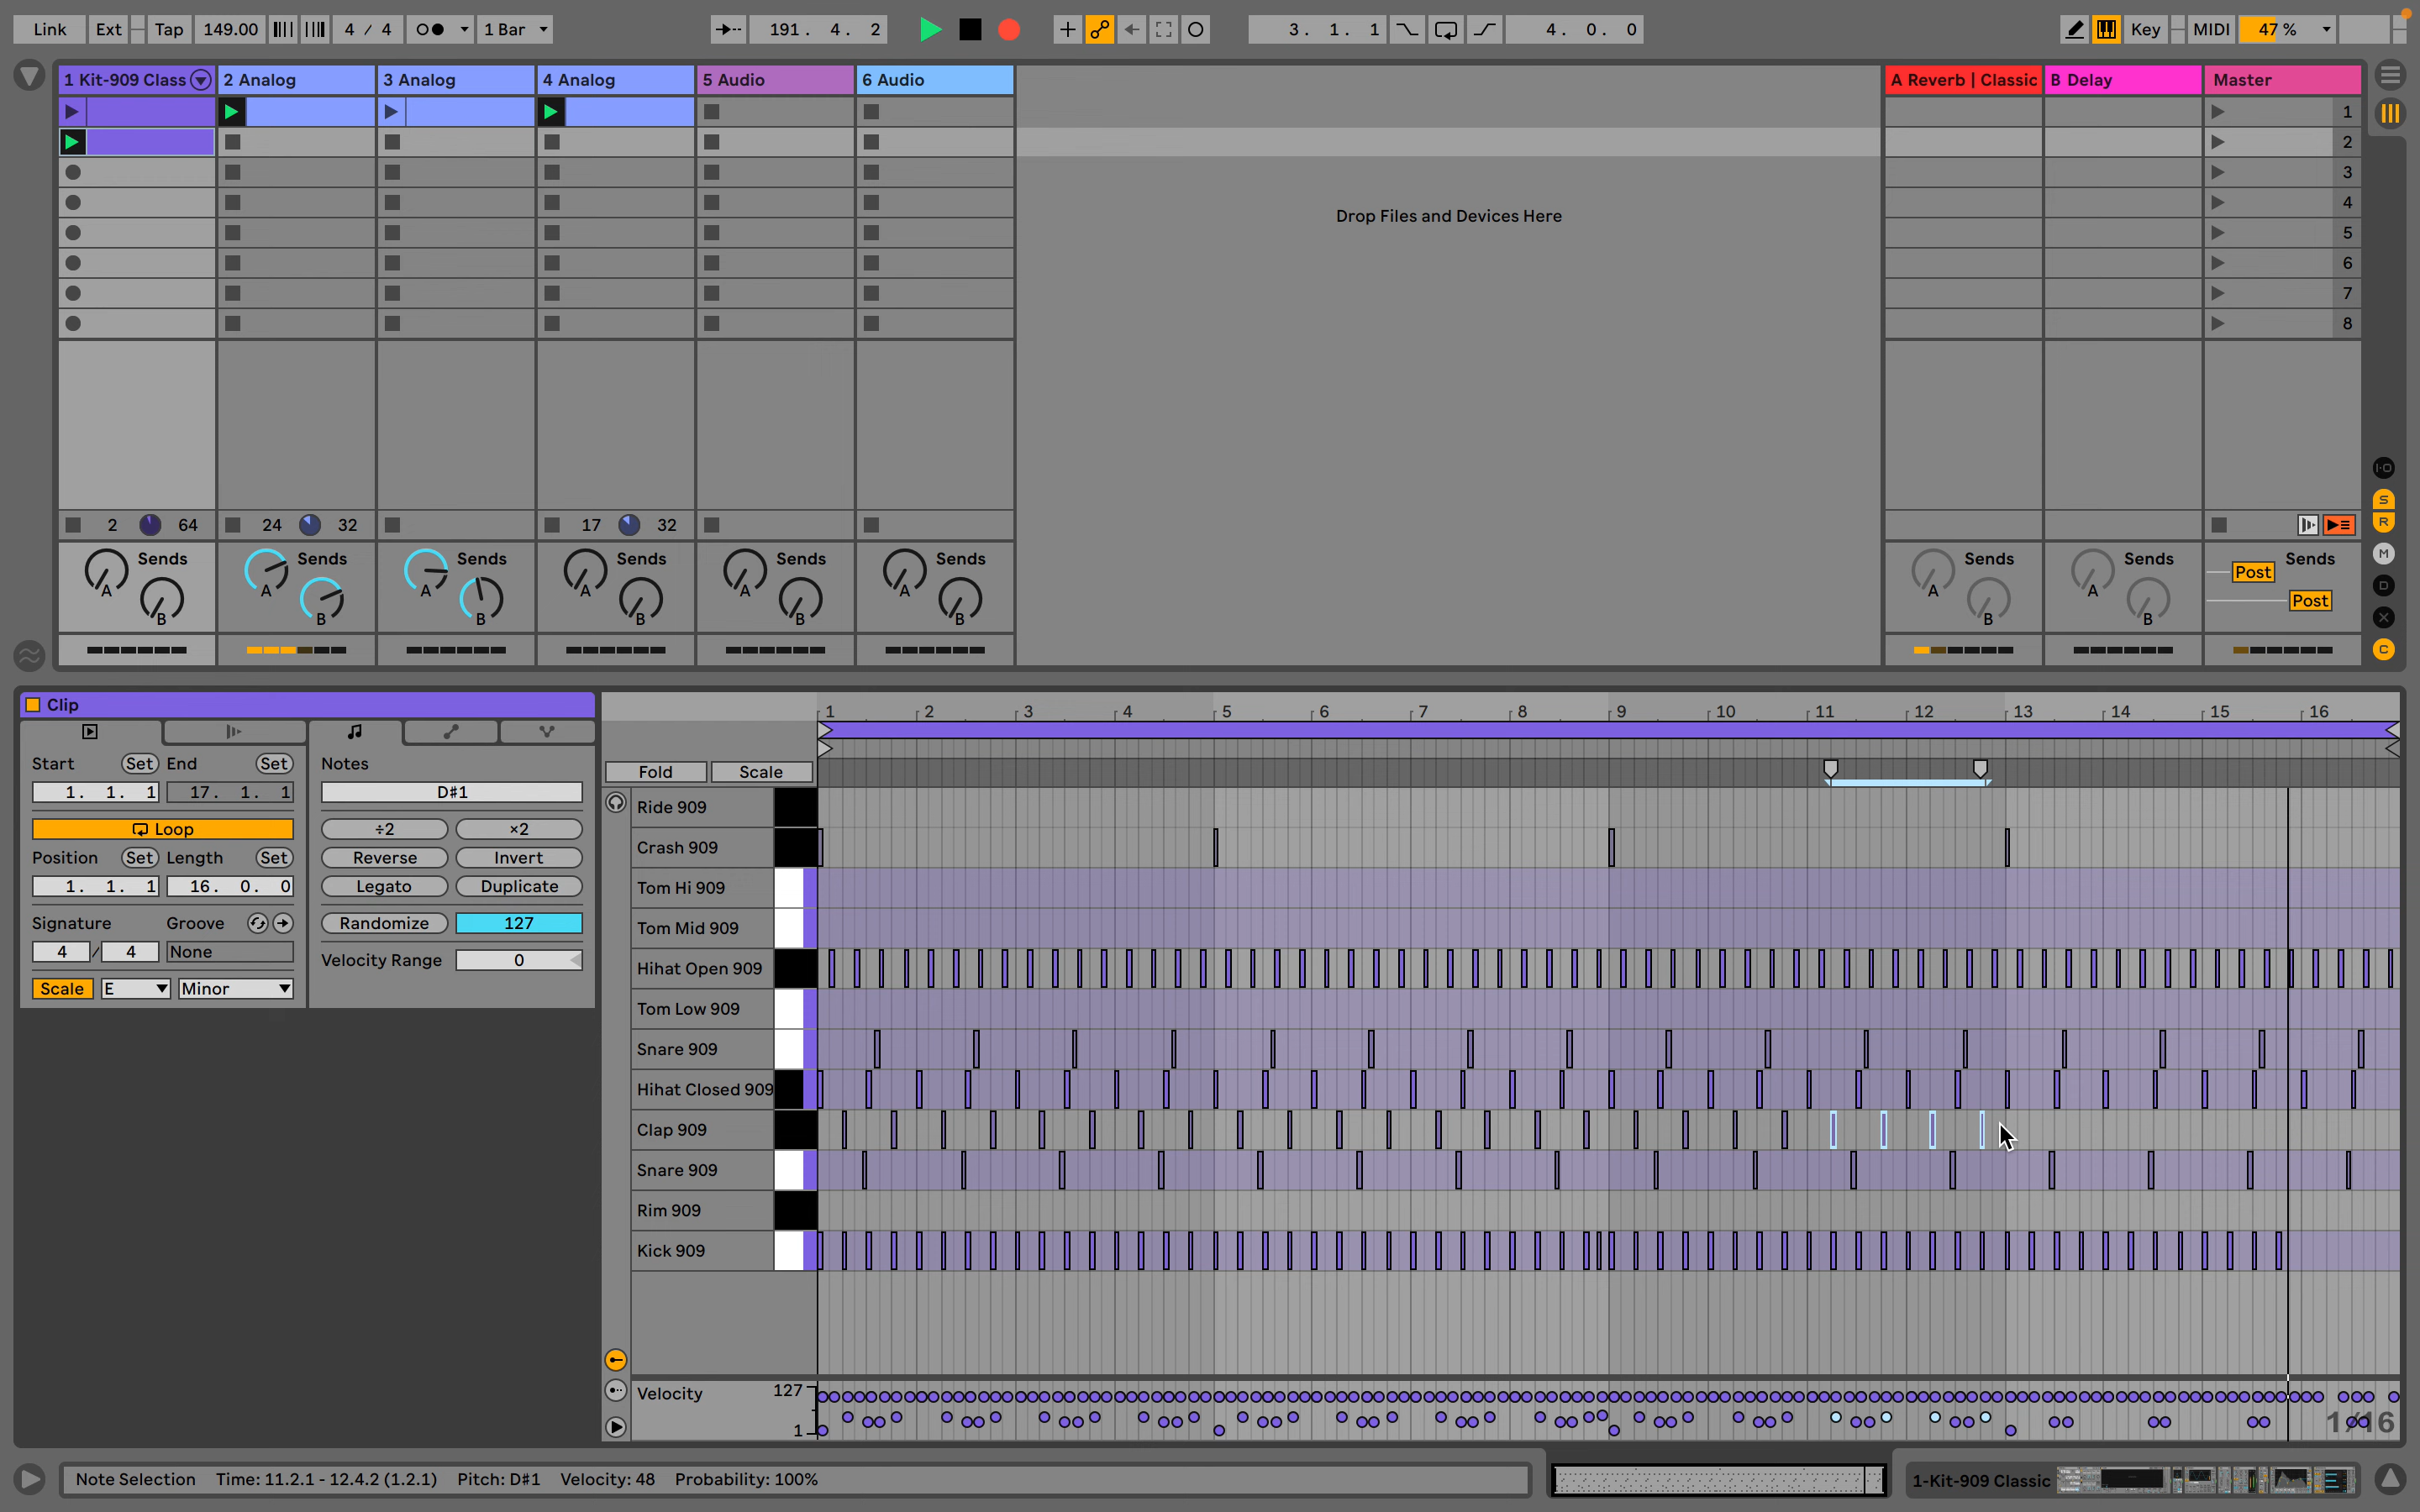 Link Ext Tap 149.00 4 / 4 1 Bar 191. 4. 2 3. 1. 1 4. 0. 0 Key MIDI 47 %
1 Kit-909 Class 2 Analog 3 Analog 4 Analog 5 Audio 6 Audio A Reverb | Classic B Delay Master
1
2
3
Drop Files and Devices Here 4
5
6
7
8
2 64 24 32 17 32
Sends Sends Sends Sends Sends Sends Sends Sends Sends
A A A A A A A A Post
B B B B B B B B Post
I·O
S
R
M
D
X
C
Clip
1 2 3 4 5 6 7 8 9 10 11 12 13 14 15 16
Start Set End Set Notes
Fold Scale
1. 1. 1 17. 1. 1 D#1
Loop ÷2 ×2
Position Set Length Set Reverse Invert
1. 1. 1 16. 0. 0 Legato Duplicate
Signature Groove Randomize 127
4 / 4 None Velocity Range 0
Scale E Minor
Ride 909
Crash 909
Tom Hi 909
Tom Mid 909
Hihat Open 909
Tom Low 909
Snare 909
Hihat Closed 909
Clap 909
Snare 909
Rim 909
Kick 909
Velocity 127
1 1/16
Note Selection Time: 11.2.1 - 12.4.2 (1.2.1) Pitch: D#1 Velocity: 48 Probability: 100% 1-Kit-909 Classic